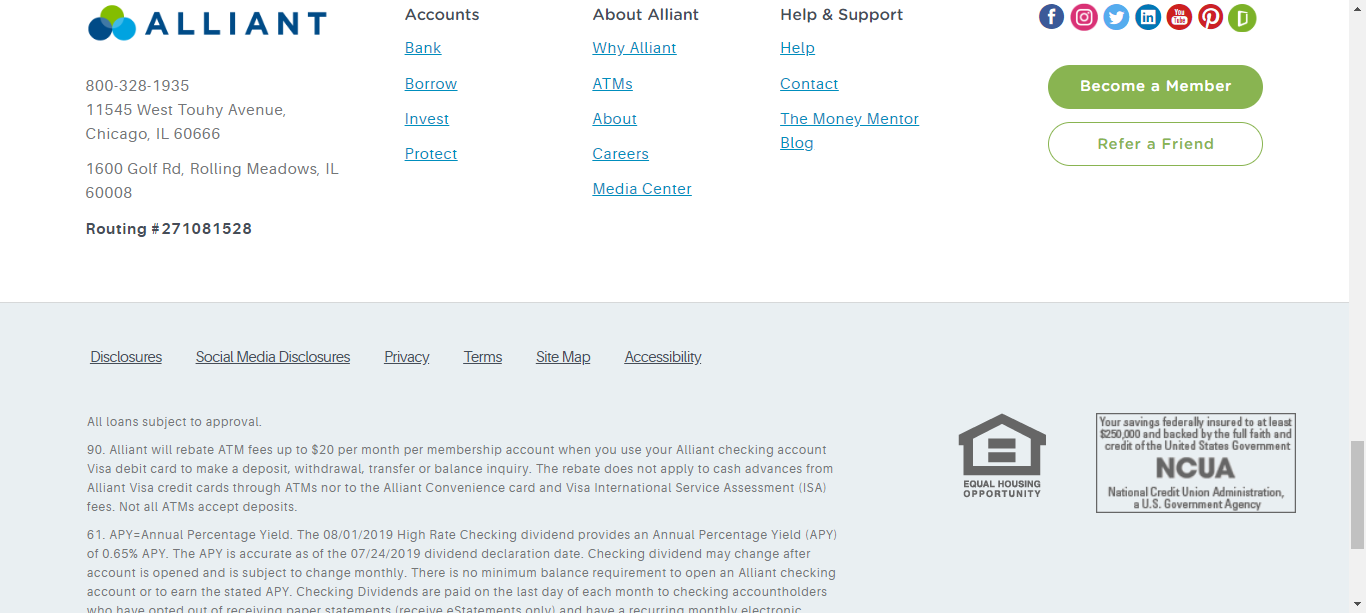 ALLIANT
800-328-1935
11545 West Touhy Avenue,
Chicago, IL 60666
1600 Golf Rd, Rolling Meadows, IL
60008
Routing #271081528
Accounts
Bank
Borrow
Invest
Protect
About Alliant
Why Alliant
ATMs
About
Careers
Media Center
Help & Support
Help
Contact
The Money Mentor
Blog
You
Tube
Become a Member
Refer a Friend
Disclosures Social Media Disclosures Privacy Terms Site Map Accessibility
All loans subject to approval.
90. Alliant will rebate ATM fees up to $20 per month per membership account when you use your Alliant checking account
Visa debit card to make a deposit, withdrawal, transfer or balance inquiry. The rebate does not apply to cash advances from
Alliant Visa credit cards through ATMs nor to the Alliant Convenience card and Visa International Service Assessment (ISA)
fees. Not all ATMs accept deposits.
61. APY=Annual Percentage Yield. The 08/01/2019 High Rate Checking dividend provides an Annual Percentage Yield (APY)
of 0.65% APY. The APY is accurate as of the 07/24/2019 dividend declaration date. Checking dividend may change after
account is opened and is subject to change monthly. There is no minimum balance requirement to open an Alliant checking
account or to earn the stated APY. Checking Dividends are paid on the last day of each month to checking accountholders
who have opted out of receiving paper statements (receive eStatements only) and have a recurring monthly electronic
EQUAL HOUSING
OPPORTUNITY
Your savings federally insured to at least
$250,000 and backed by the full faith and
credit of the United States Government
NCUA
National Credit Union Administration,
a U.S. Government Agency